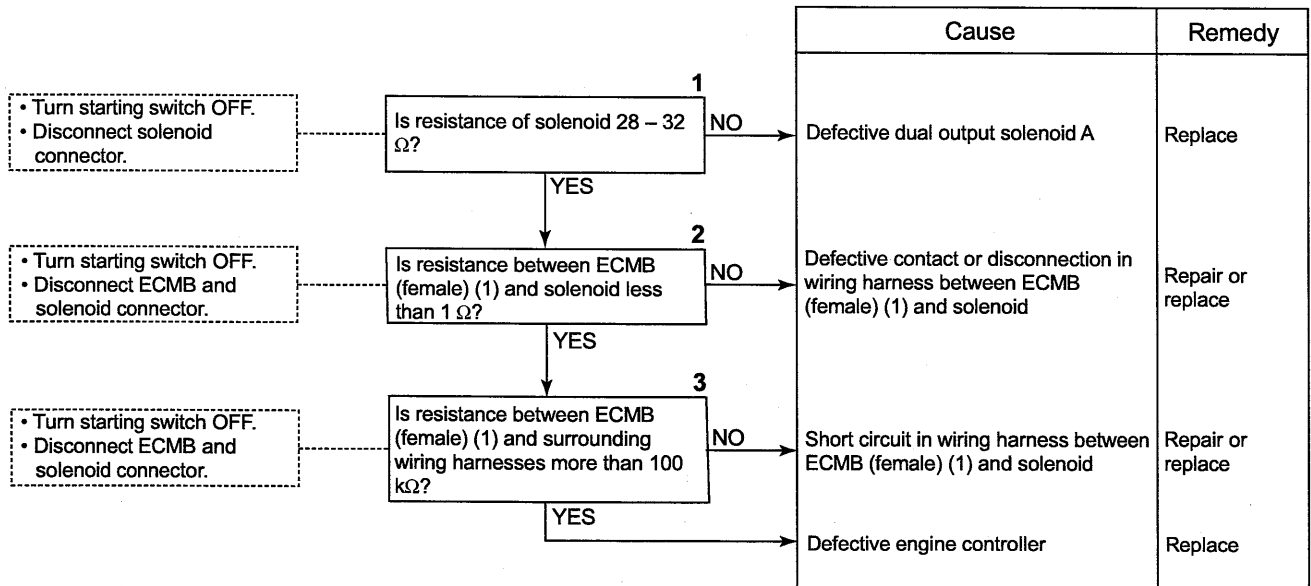 Cause
Remedy
• Turn starting switch OFF.
• Disconnect solenoid
connector.
1
Is resistance of solenoid 28 – 32
Ω?
NO
Defective dual output solenoid A
Replace
YES
• Turn starting switch OFF.
• Disconnect ECMB and
solenoid connector.
2
Is resistance between ECMB
(female) (1) and solenoid less
than 1 Ω?
NO
Defective contact or disconnection in
wiring harness between ECMB
(female) (1) and solenoid
Repair or
replace
YES
• Turn starting switch OFF.
• Disconnect ECMB and
solenoid connector.
3
Is resistance between ECMB
(female) (1) and surrounding
wiring harnesses more than 100
kΩ?
NO
Short circuit in wiring harness between
ECMB (female) (1) and solenoid
Repair or
replace
YES
Defective engine controller
Replace